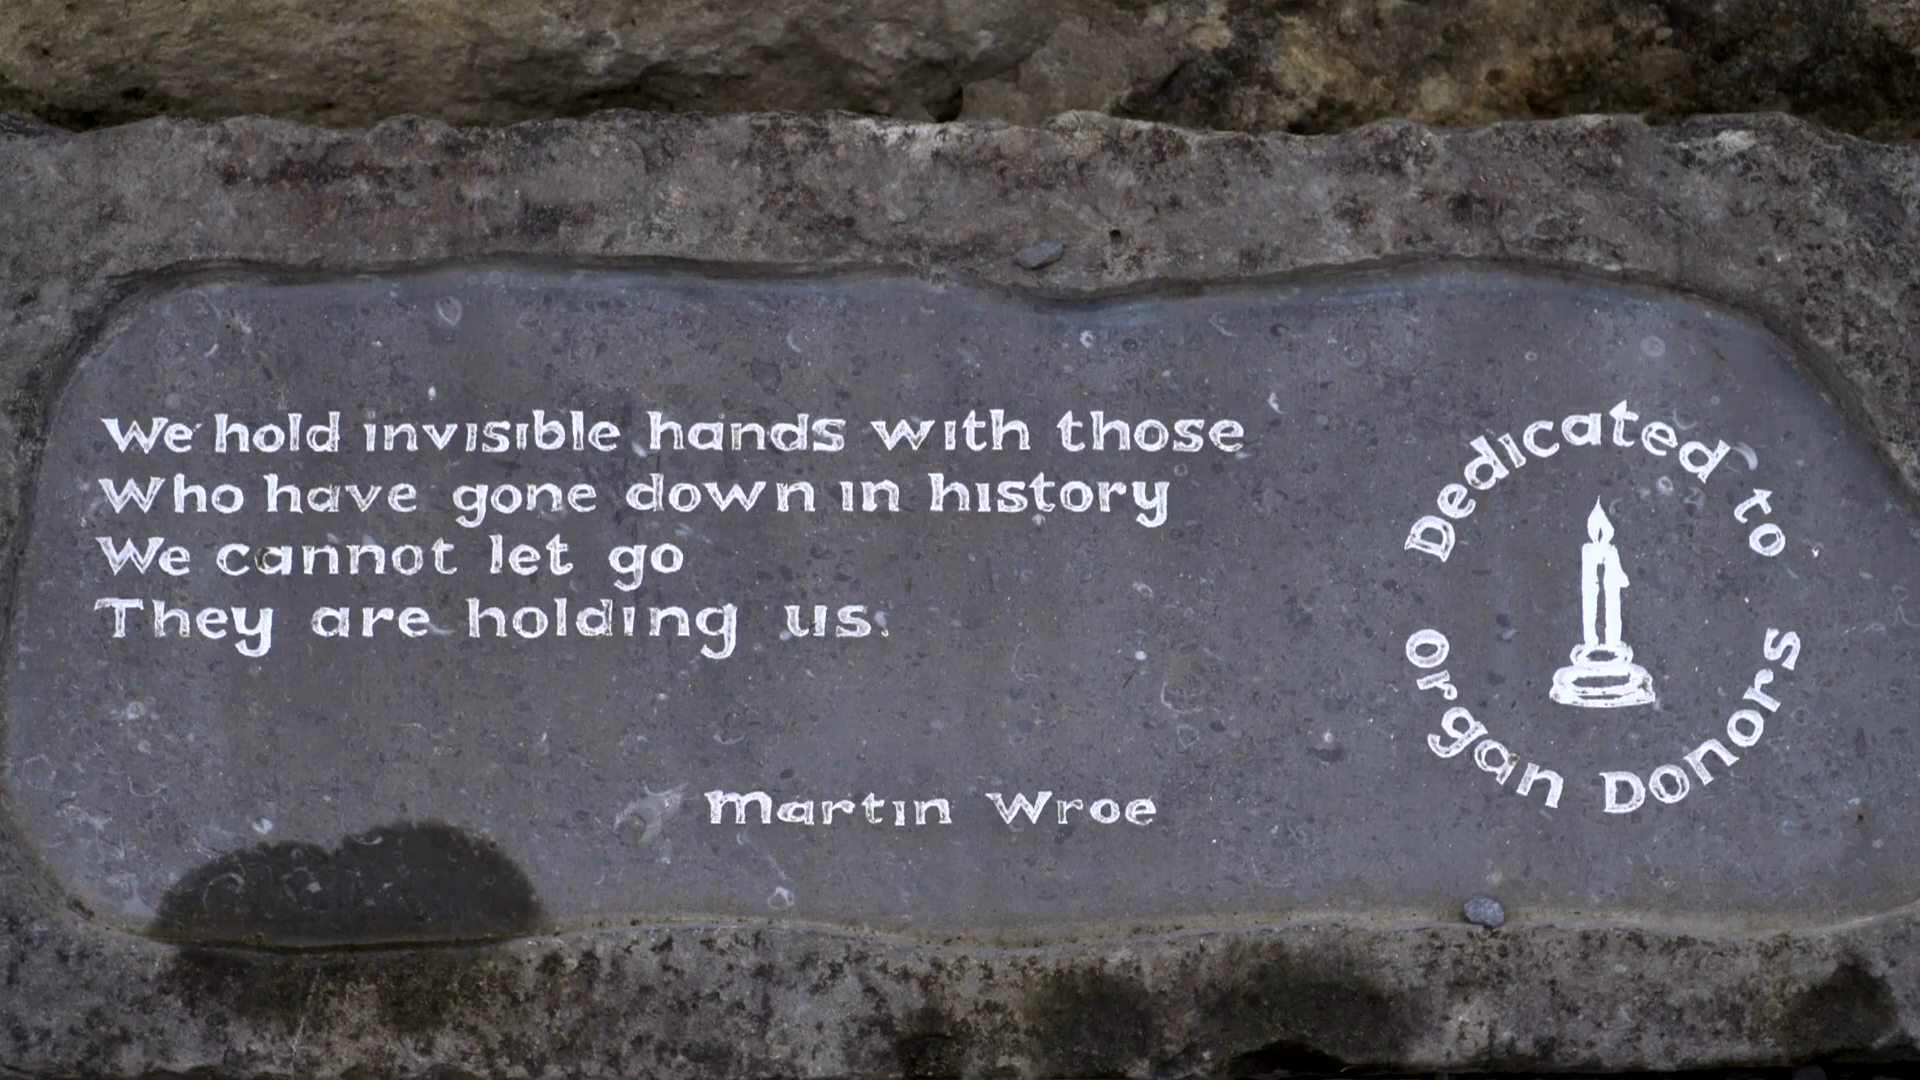 We hold invisible hands with those
Who have gone down in history
We cannot let go
They are holding us.
Martin Wroe
Dedicated to
Organ Donors